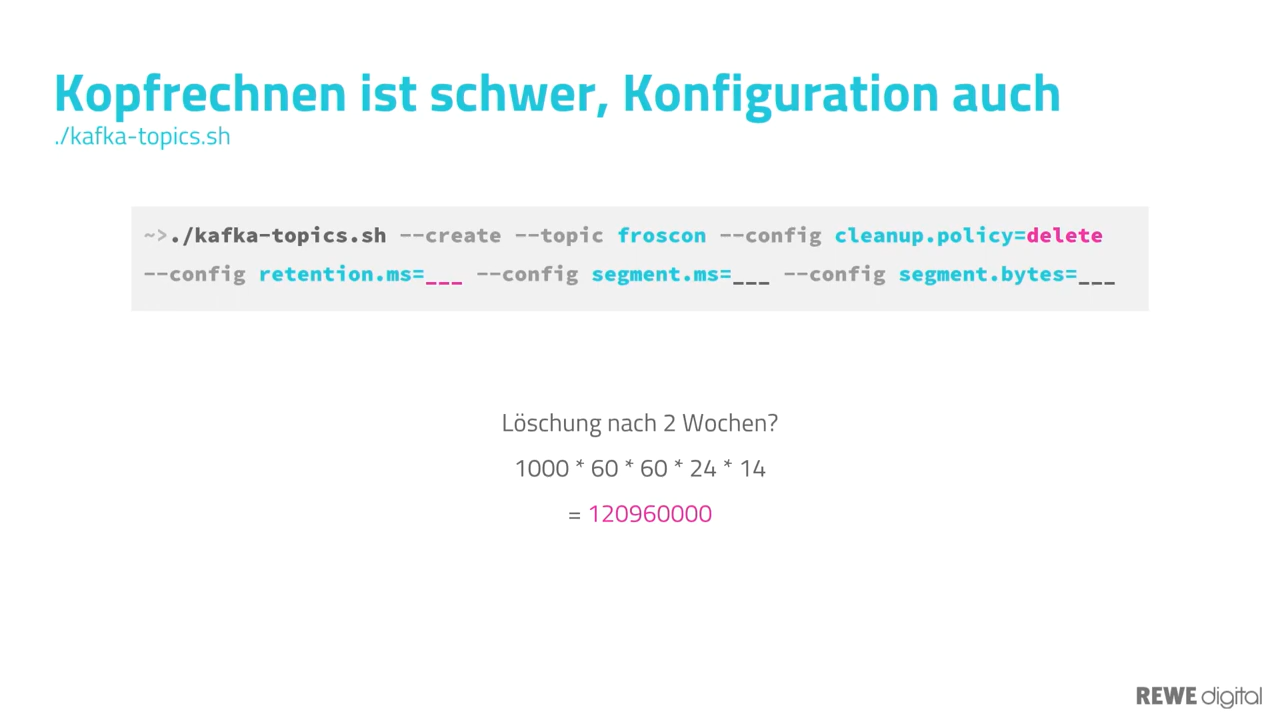 Kopfrechnen ist schwer, Konfiguration auch
./kafka-topics.sh
~>./kafka-topics.sh --create --topic froscon --config cleanup.policy=delete
--config retention.ms=___ --config segment.ms=___ --config segment.bytes=___
Löschung nach 2 Wochen?
1000 * 60 * 60 * 24 * 14
= 120960000
REWE digital